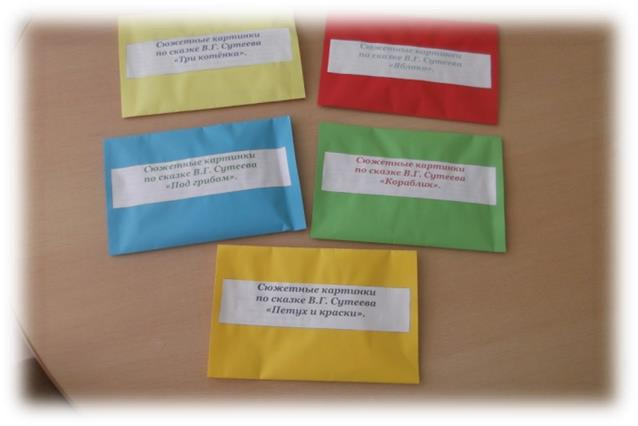 Сюжетные картинки
по сказке В.Г. Сутеева
«Три котёнка».
Сюжетные картинки
по сказке В.Г. Сутеева
«Яблоко».
Сюжетные картинки
по сказке В.Г. Сутеева
«Под грибом».
Сюжетные картинки
по сказке В.Г. Сутеева
«Кораблик».
Сюжетные картинки
по сказке В.Г. Сутеева
«Петух и краски».